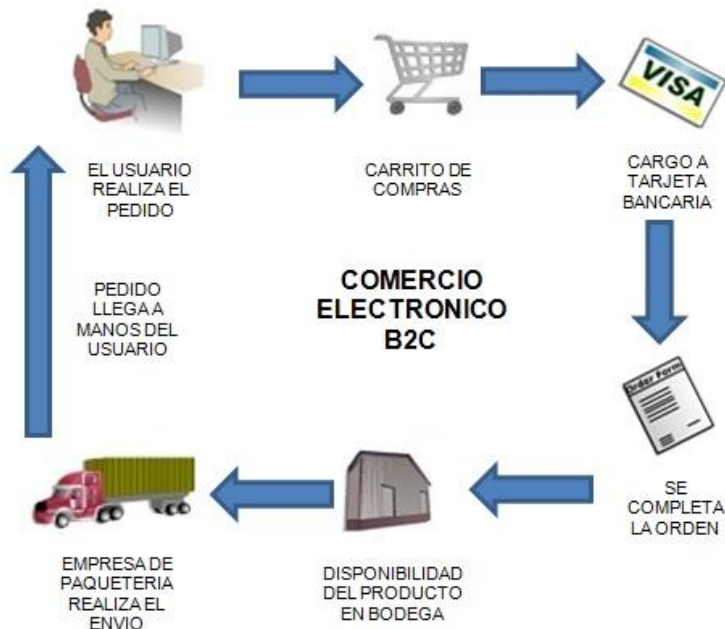 VISA
EL USUARIO
REALIZA EL
PEDIDO
CARRITO DE
COMPRAS
CARGO A
TARJETA
BANCARIA
PEDIDO
LLEGA A
MANOS DEL
USUARIO
COMERCIO
ELECTRONICO
B2C
Order Form
SE
COMPLETA
LA ORDEN
EMPRESA DE
PAQUETERIA
REALIZA EL
ENVIO
DISPONIBILIDAD
DEL PRODUCTO
EN BODEGA